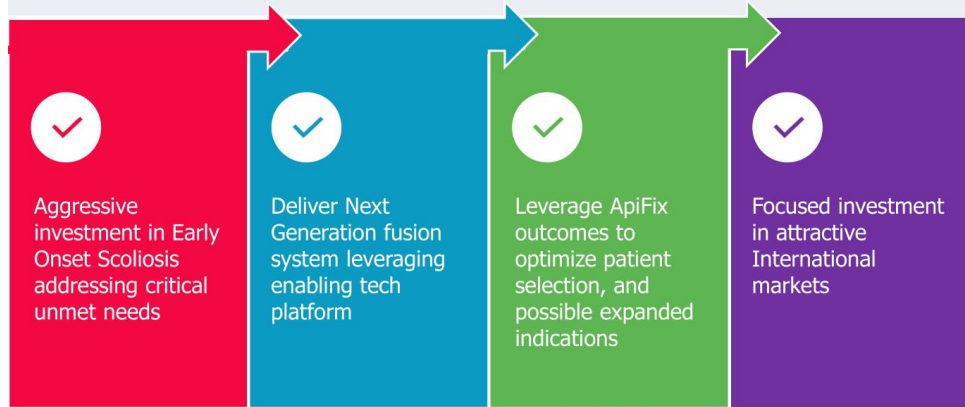 Aggressive
investment in Early
Onset Scoliosis
addressing critical
unmet needs
Deliver Next
Generation fusion
system leveraging
enabling tech
platform
Leverage ApiFix
outcomes to
optimize patient
selection, and
possible expanded
indications
Focused investment
in attractive
International
markets